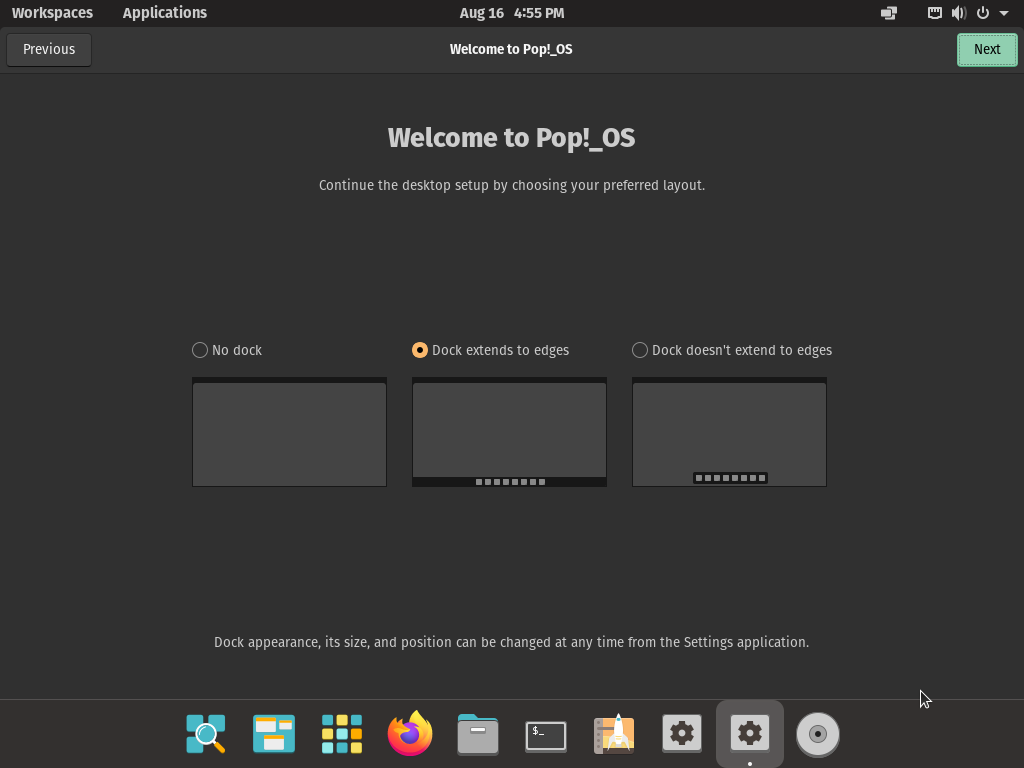 Workspaces Applications Aug 16 4:55 PM
Previous Welcome to Pop!_OS Next
Welcome to Pop!_OS
Continue the desktop setup by choosing your preferred layout.
No dock Dock extends to edges Dock doesn't extend to edges
Dock appearance, its size, and position can be changed at any time from the Settings application.
$_